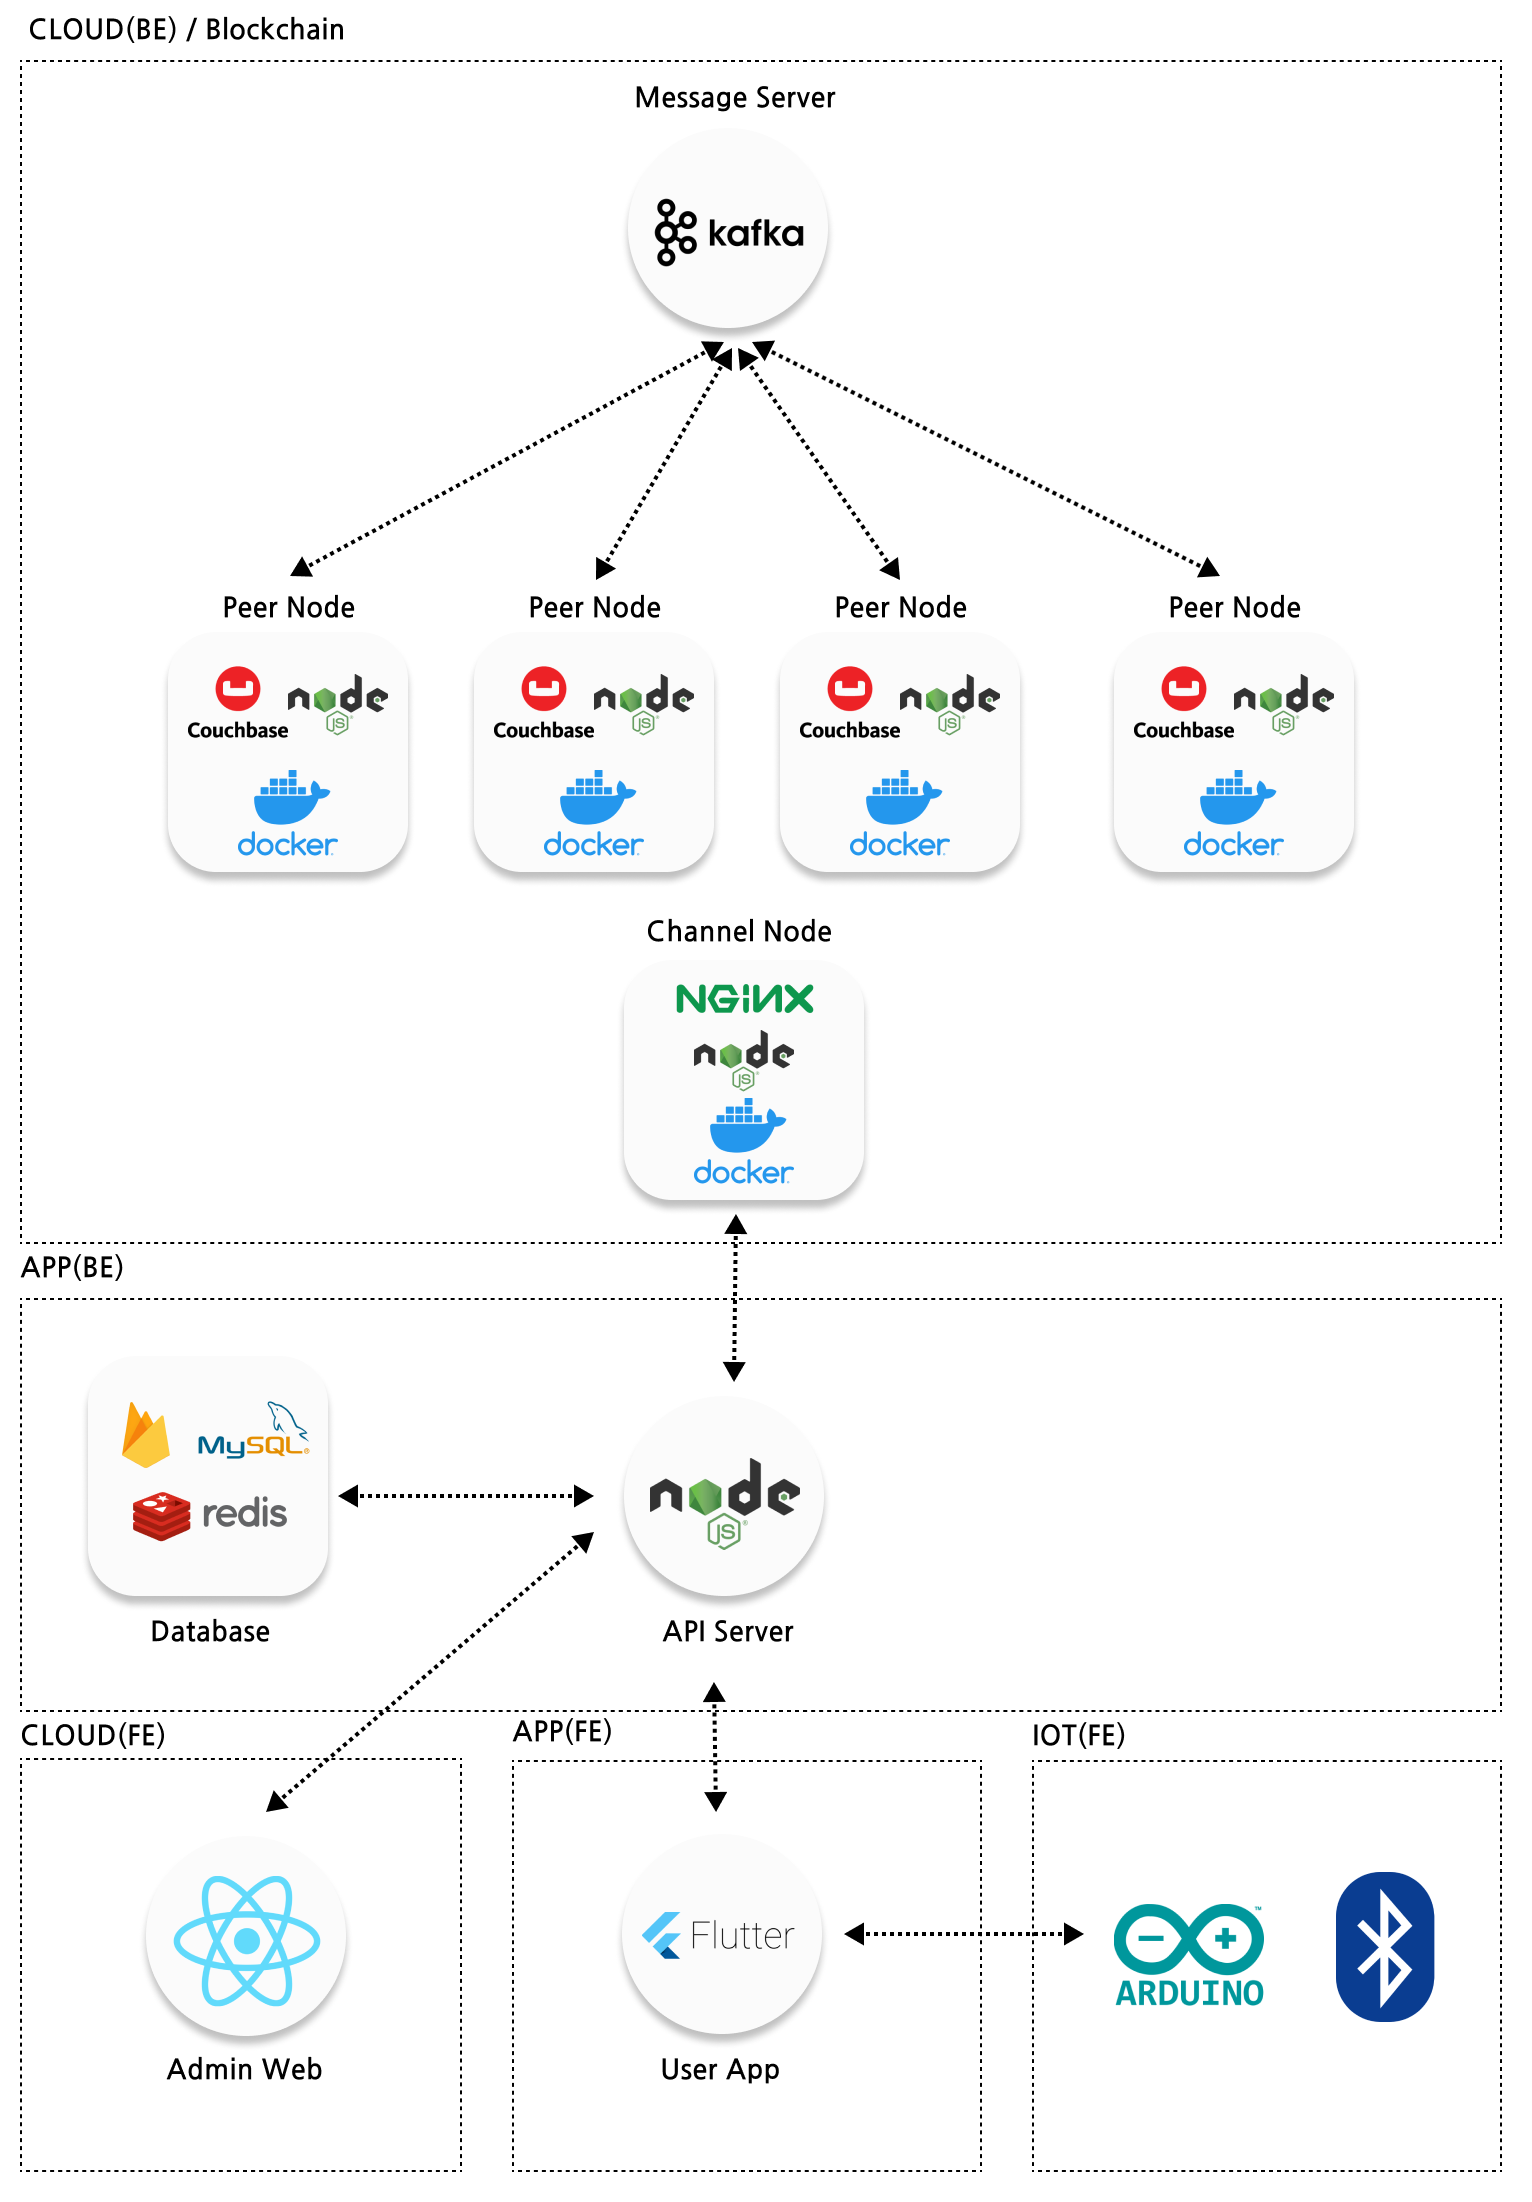 CLOUD(BE) / Blockchain
Message Server
kafka
Peer Node
Peer Node
Peer Node
Peer Node
Couchbase
node
JS
docker
Couchbase
node
JS
docker
Couchbase
node
JS
docker
Couchbase
node
JS
docker
Channel Node
NGiNX
node
JS
docker
APP(BE)
MySQL®
redis
Database
node
JS
API Server
CLOUD(FE)
APP(FE)
IOT(FE)
Admin Web
Flutter
User App
ARDUINO